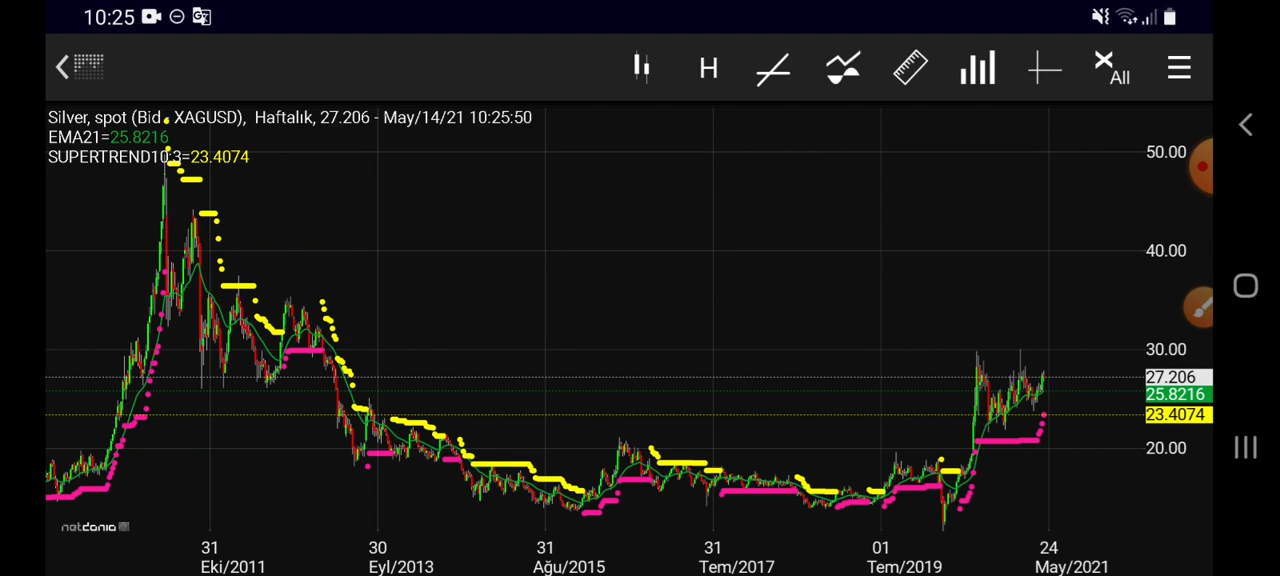 10:25
H
All
Silver, spot (Bid, XAGUSD), Haftalık, 27.206 - May/14/21 10:25:50
EMA21=25.8216
SUPERTREND10:3=23.4074
50.00
40.00
30.00
27.206
25.8216
23.4074
20.00
netdania
31 30 31 31 01 24
Eki/2011 Eyl/2013 Ağu/2015 Tem/2017 Tem/2019 May/2021